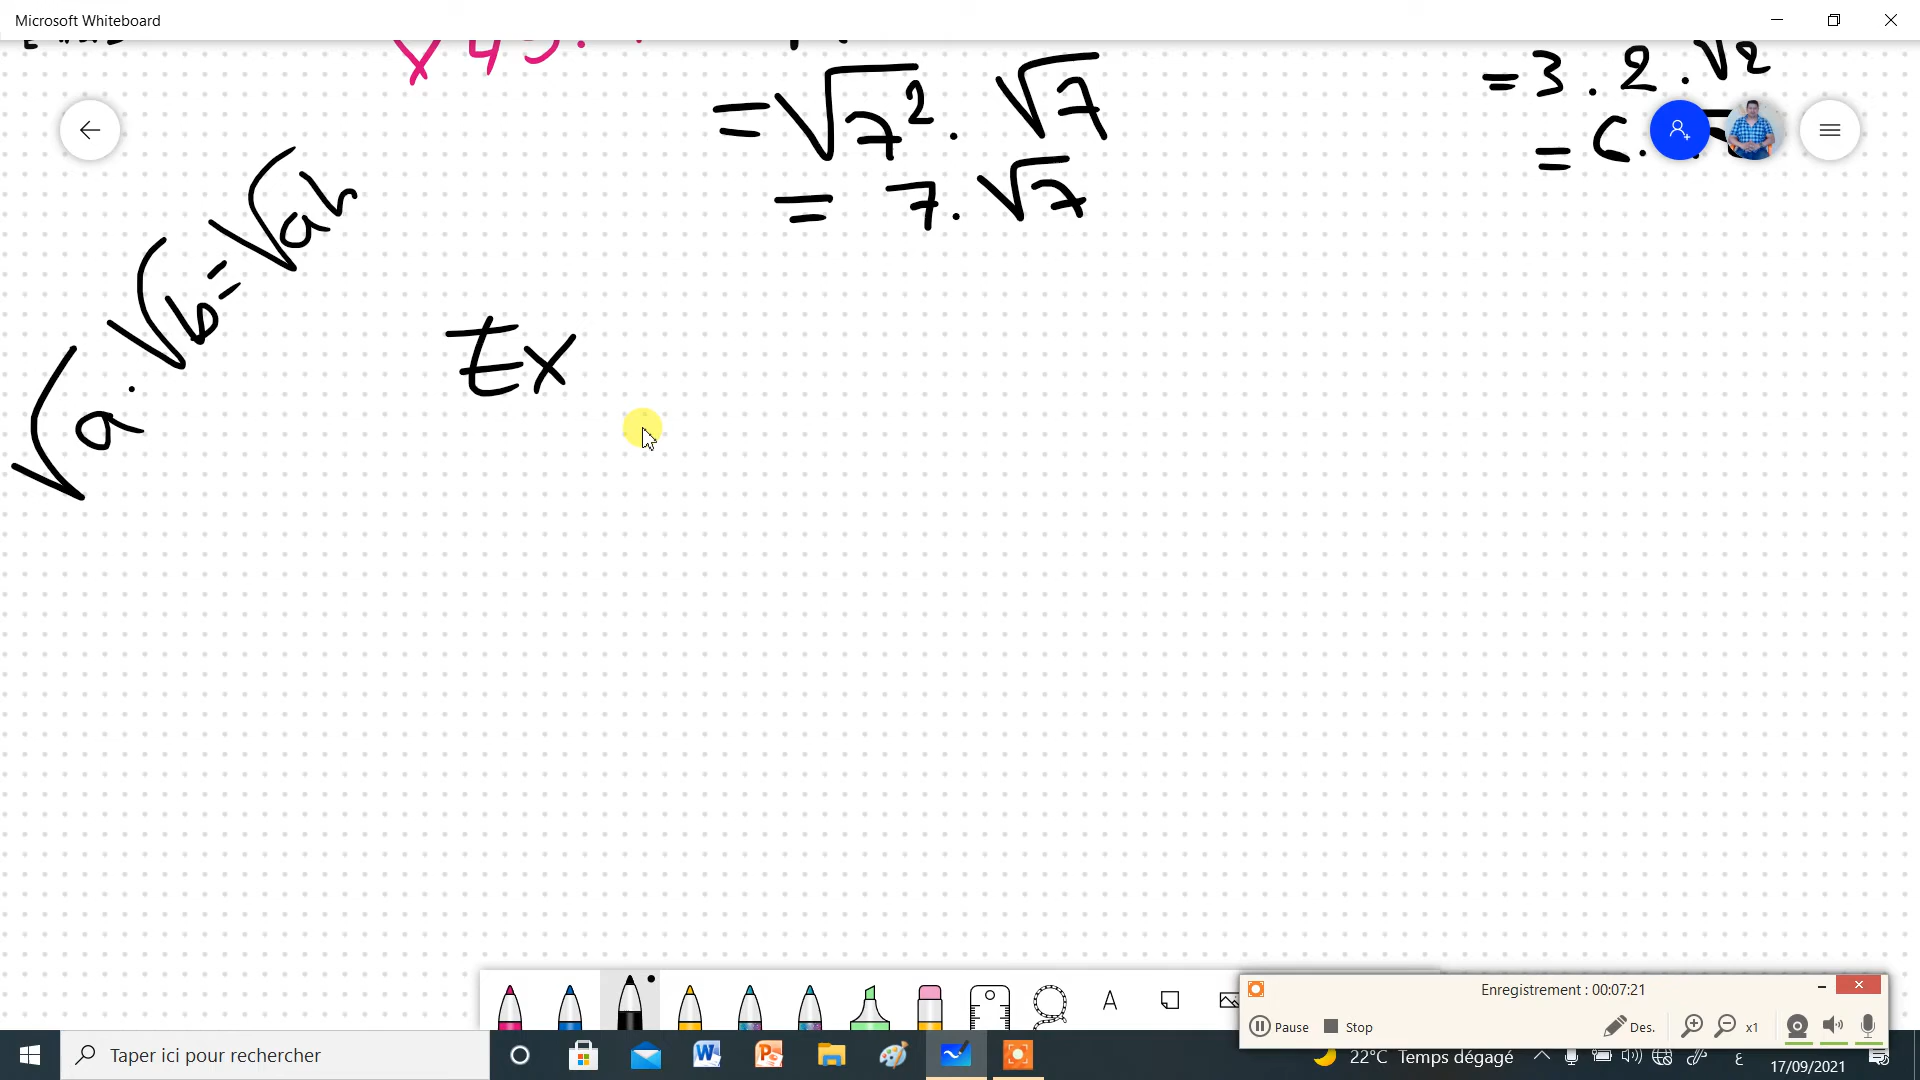 Microsoft Whiteboard
= √7² . √7
= 7 . √7
= 3 . 2 . √2
= 6 .
√a . √b = √ab
Ex
A
Enregistrement : 00:07:21
Pause
Stop
Des.
x1
Taper ici pour rechercher
22°C Temps dégagé
ع
17/09/2021